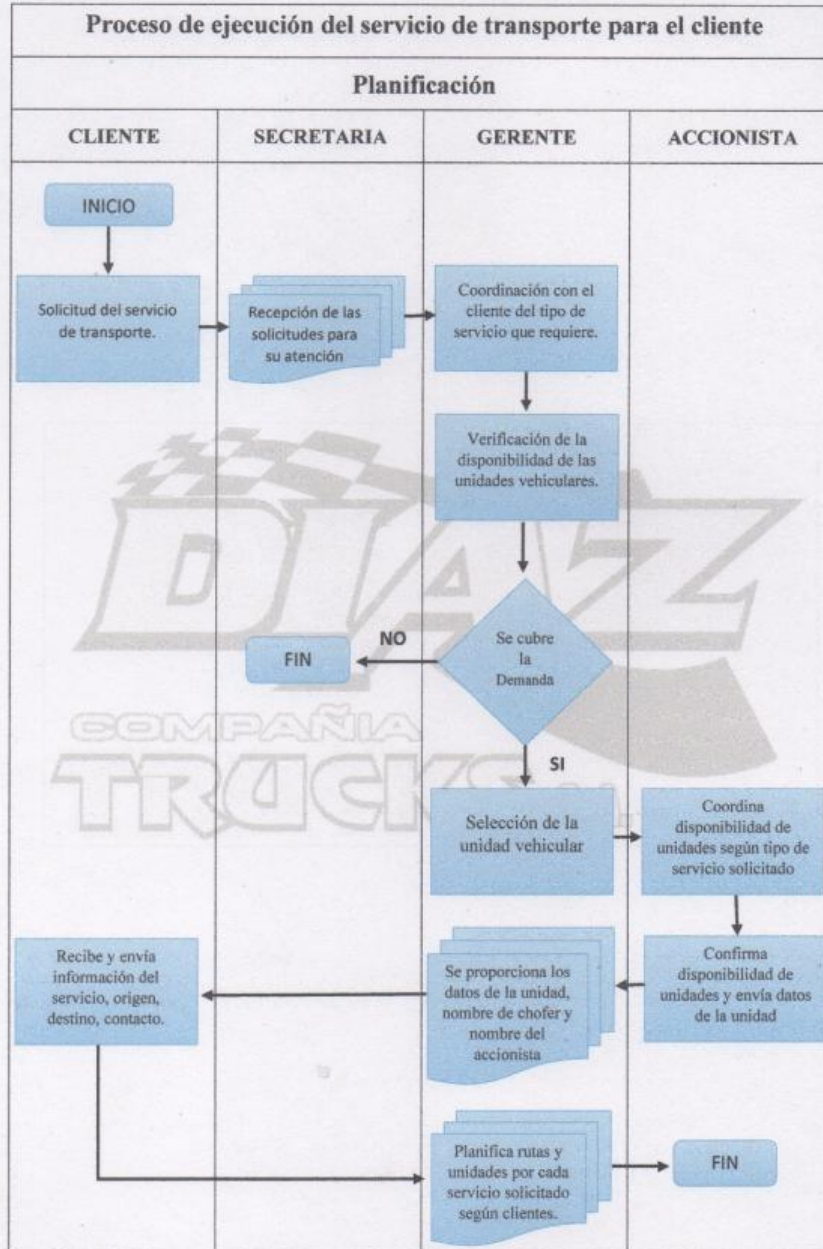 Proceso de ejecución del servicio de transporte para el cliente
Planificación
CLIENTE
SECRETARIA
GERENTE
ACCIONISTA
INICIO
Solicitud del servicio
de transporte.
Recepción de las
solicitudes para
su atención
Coordinación con el
cliente del tipo de
servicio que requiere.
Verificación de la
disponibilidad de las
unidades vehiculares.
Se cubre
la
Demanda
NO
FIN
SI
Selección de la
unidad vehicular
Coordina
disponibilidad de
unidades según tipo de
servicio solicitado
Confirma
disponibilidad de
unidades y envía datos
de la unidad
Se proporciona los
datos de la unidad,
nombre de chofer y
nombre del
accionista
Recibe y envía
información del
servicio, origen,
destino, contacto.
Planifica rutas y
unidades por cada
servicio solicitado
según clientes.
FIN
DIAZ
COMPAÑIA
TRUCKS